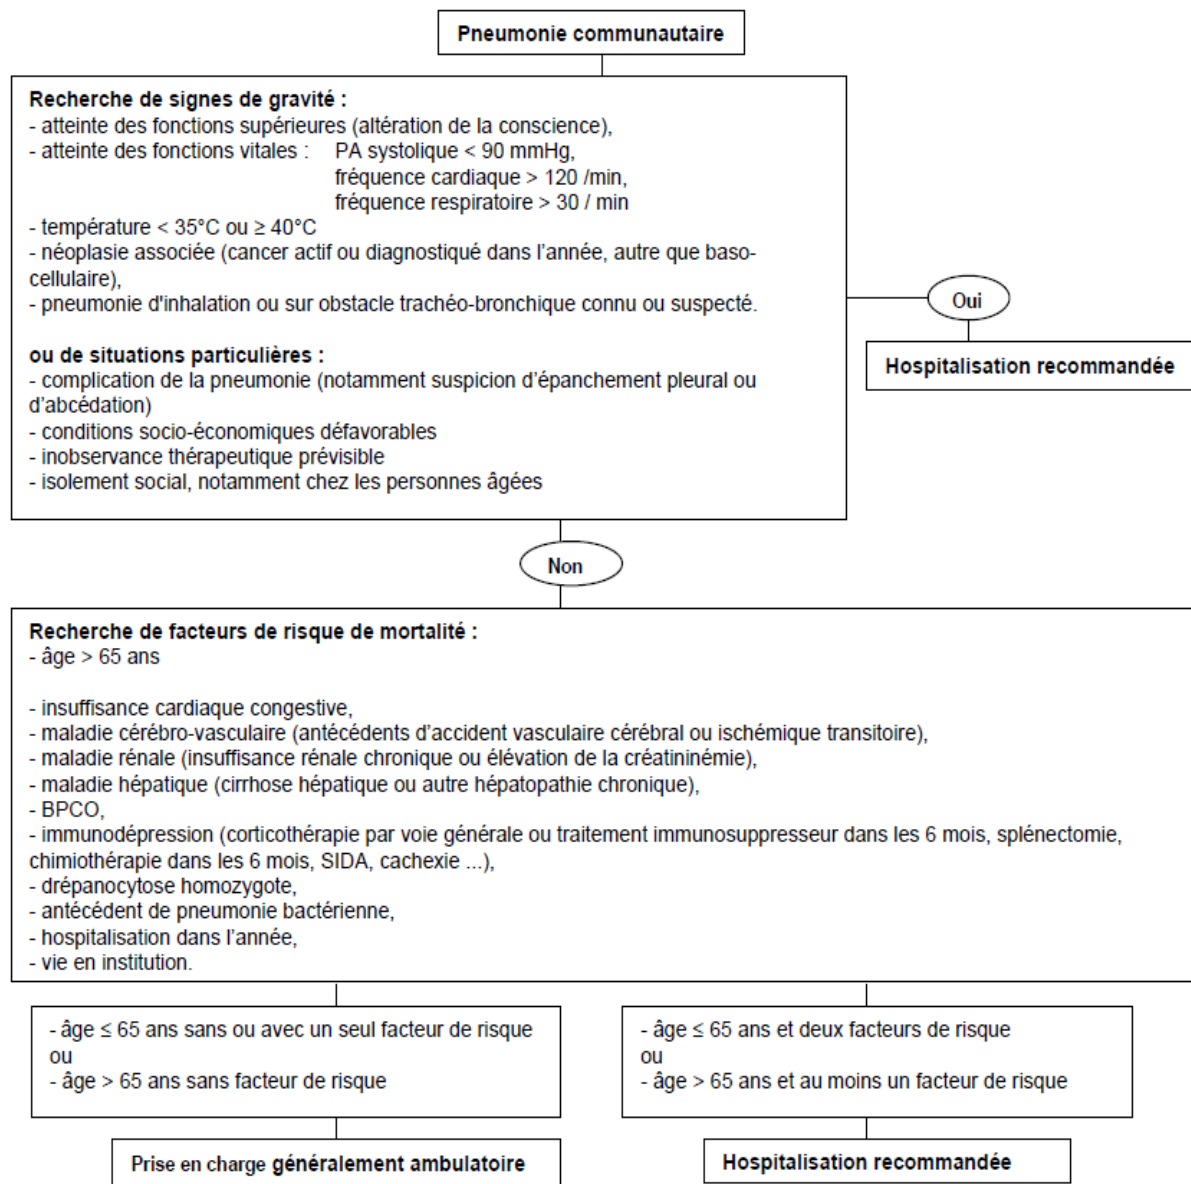 Pneumonie communautaire
Recherche de signes de gravité :
- atteinte des fonctions supérieures (altération de la conscience),
- atteinte des fonctions vitales : PA systolique < 90 mmHg,
fréquence cardiaque > 120 /min,
fréquence respiratoire > 30 / min
- température < 35°C ou ≥ 40°C
- néoplasie associée (cancer actif ou diagnostiqué dans l'année, autre que baso-
cellulaire),
- pneumonie d'inhalation ou sur obstacle trachéo-bronchique connu ou suspecté.
ou de situations particulières :
- complication de la pneumonie (notamment suspicion d'épanchement pleural ou
d'abcédation)
- conditions socio-économiques défavorables
- inobservance thérapeutique prévisible
- isolement social, notamment chez les personnes âgées
Oui
Hospitalisation recommandée
Non
Recherche de facteurs de risque de mortalité :
- âge > 65 ans
- insuffisance cardiaque congestive,
- maladie cérébro-vasculaire (antécédents d'accident vasculaire cérébral ou ischémique transitoire),
- maladie rénale (insuffisance rénale chronique ou élévation de la créatininémie),
- maladie hépatique (cirrhose hépatique ou autre hépatopathie chronique),
- BPCO,
- immunodépression (corticothérapie par voie générale ou traitement immunosuppresseur dans les 6 mois, splénectomie,
chimiothérapie dans les 6 mois, SIDA, cachexie ...),
- drépanocytose homozygote,
- antécédent de pneumonie bactérienne,
- hospitalisation dans l'année,
- vie en institution.
- âge ≤ 65 ans sans ou avec un seul facteur de risque
ou
- âge > 65 ans sans facteur de risque
- âge ≤ 65 ans et deux facteurs de risque
ou
- âge > 65 ans et au moins un facteur de risque
Prise en charge généralement ambulatoire
Hospitalisation recommandée